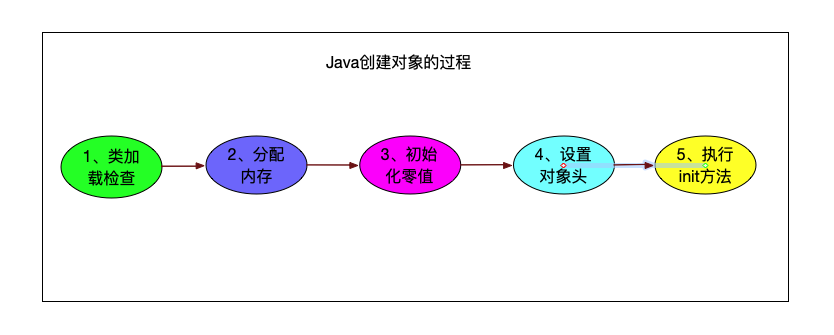 Java创建对象的过程
1、类加
载检查
2、分配
内存
3、初始
化零值
4、设置
对象头
5、执行
init方法